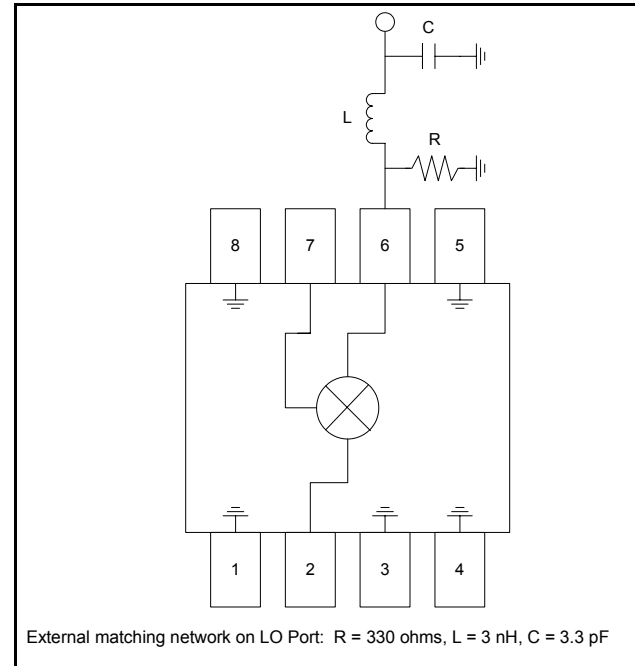 C
L
R
8 7 6 5
1 2 3 4
External matching network on LO Port: R = 330 ohms, L = 3 nH, C = 3.3 pF